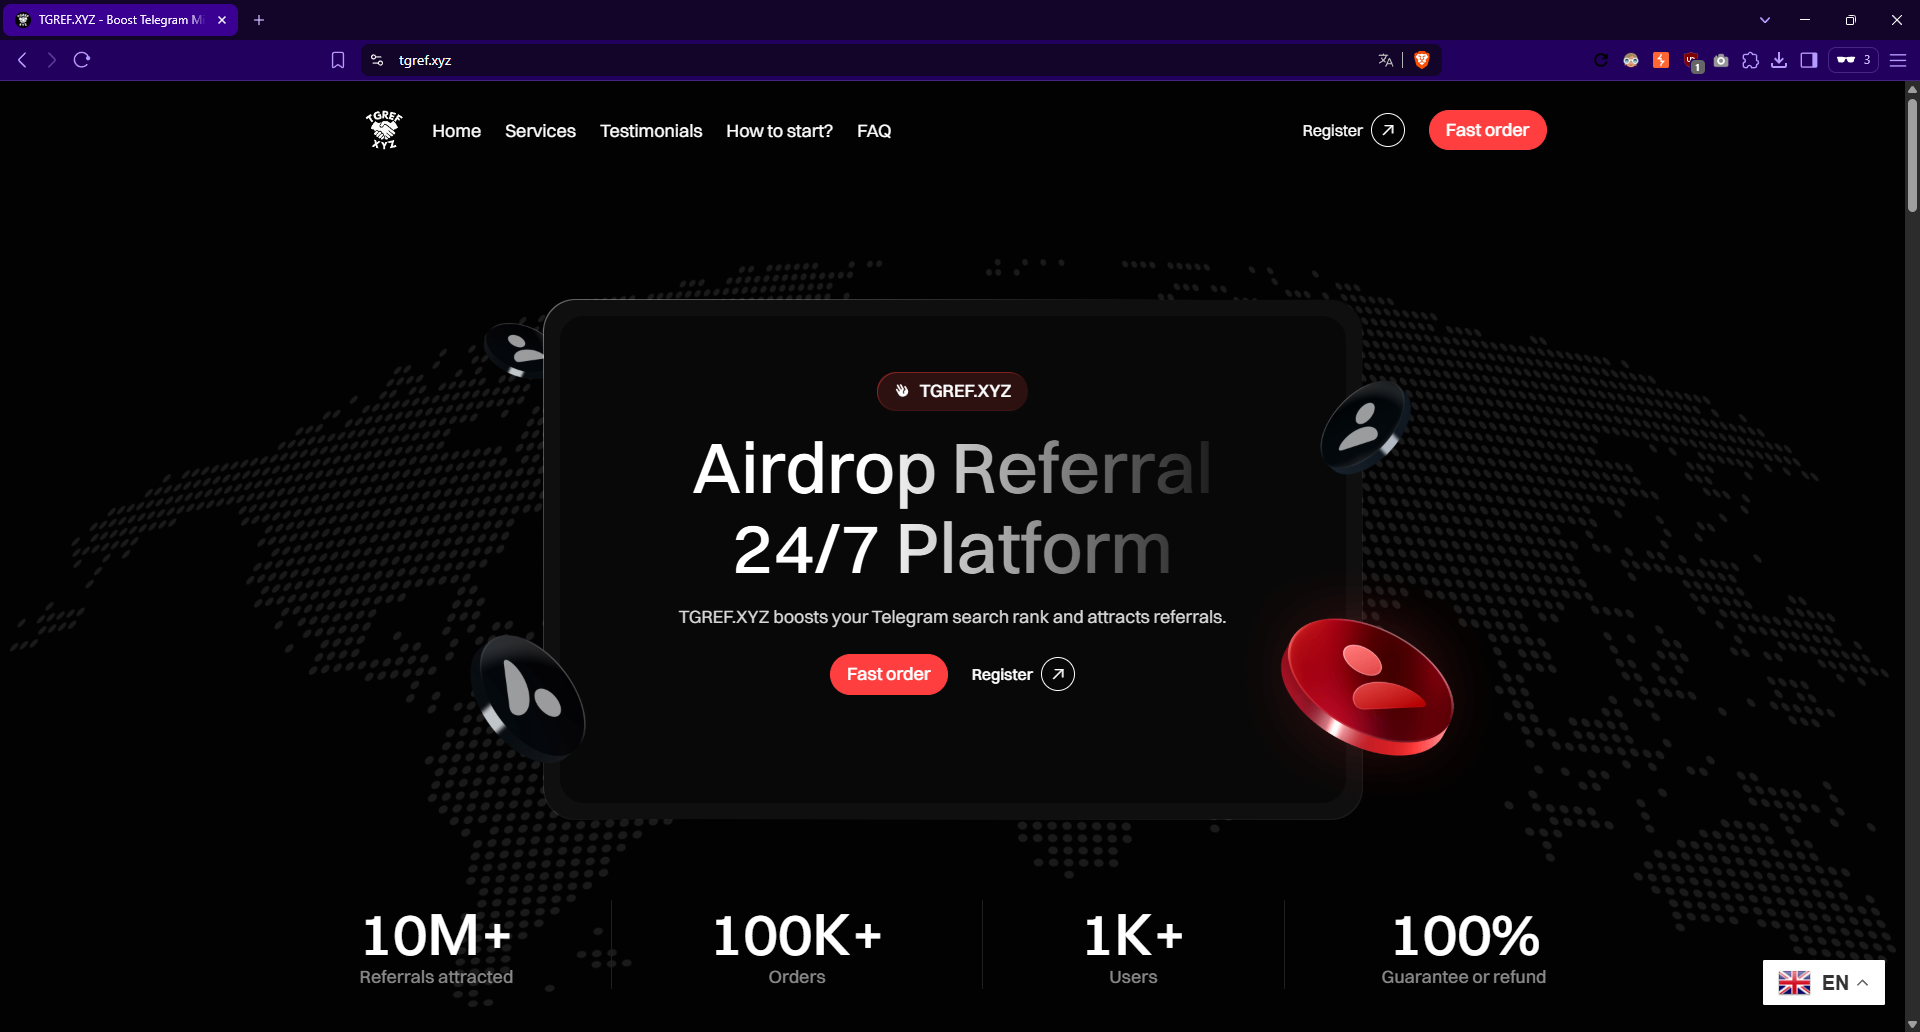 TGREF.XYZ - Boost Telegram Mi
tgref.xyz
1
3
TGREF
XYZ
Home
Services
Testimonials
How to start?
FAQ
Register
Fast order
TGREF.XYZ
Airdrop Referral
24/7 Platform
TGREF.XYZ boosts your Telegram search rank and attracts referrals.
Fast order
Register
10M+
Referrals attracted
100K+
Orders
1K+
Users
100%
Guarantee or refund
EN